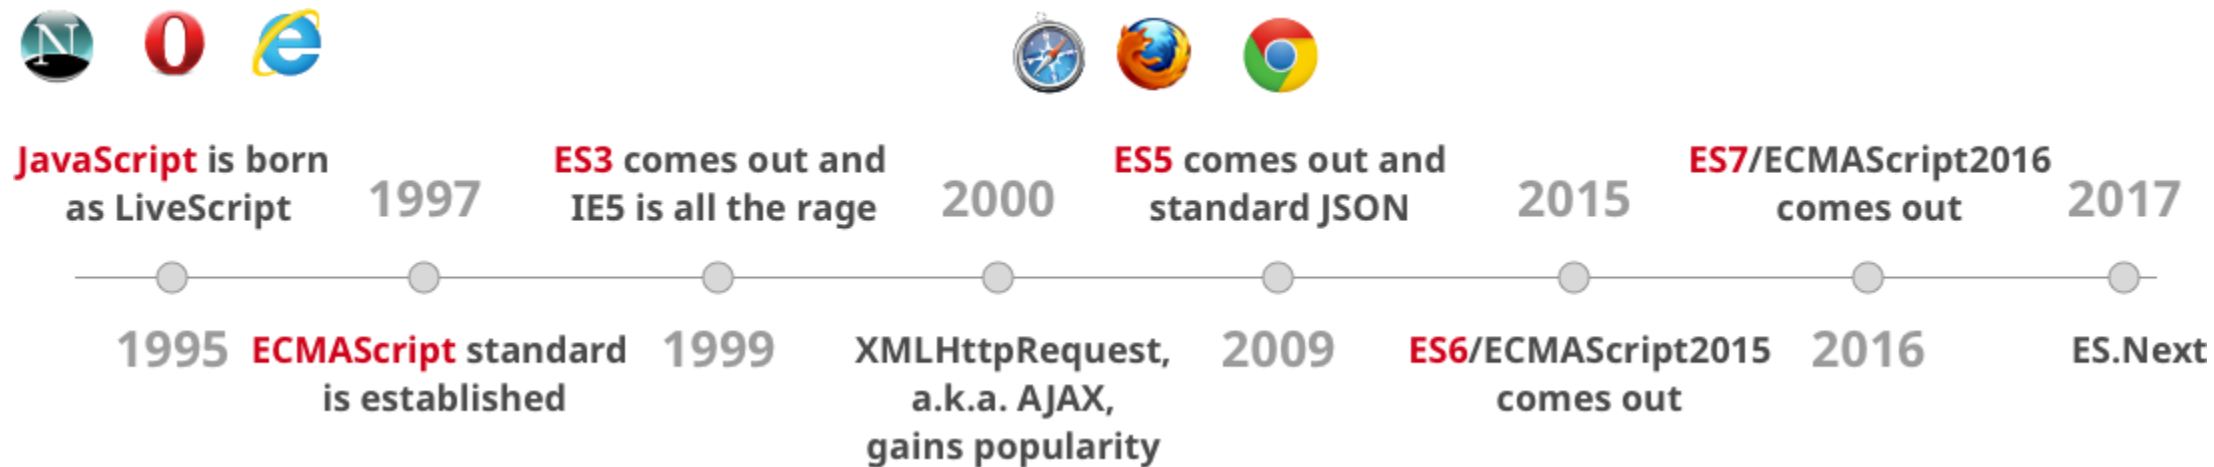 JavaScript is born
as LiveScript
1995
1997
ECMAScript standard
is established
ES3 comes out and
IE5 is all the rage
1999
2000
XMLHttpRequest,
a.k.a. AJAX,
gains popularity
ES5 comes out and
standard JSON
2009
2015
ES6/ECMAScript2015
comes out
ES7/ECMAScript2016
comes out
2016
2017
ES.Next